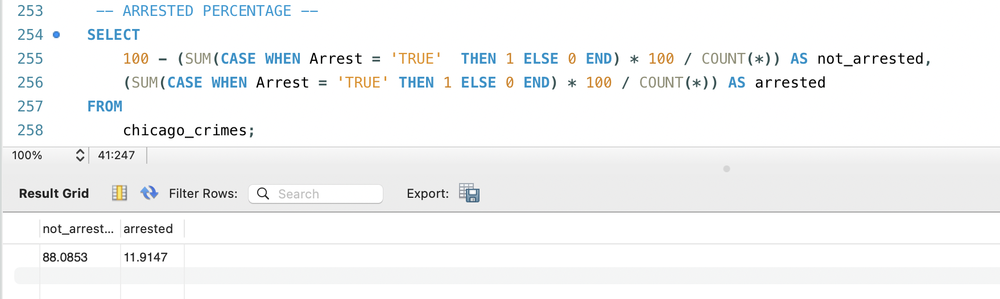 253 -- ARRESTED PERCENTAGE --
254 SELECT
255 100 - (SUM(CASE WHEN Arrest = 'TRUE'  THEN 1 ELSE 0 END) * 100 / COUNT(*)) AS not_arrested,
256 (SUM(CASE WHEN Arrest = 'TRUE' THEN 1 ELSE 0 END) * 100 / COUNT(*)) AS arrested
257 FROM
258 chicago_crimes;
100% 41:247
Result Grid Filter Rows: Search Export:
not_arrest... arrested
88.0853 11.9147